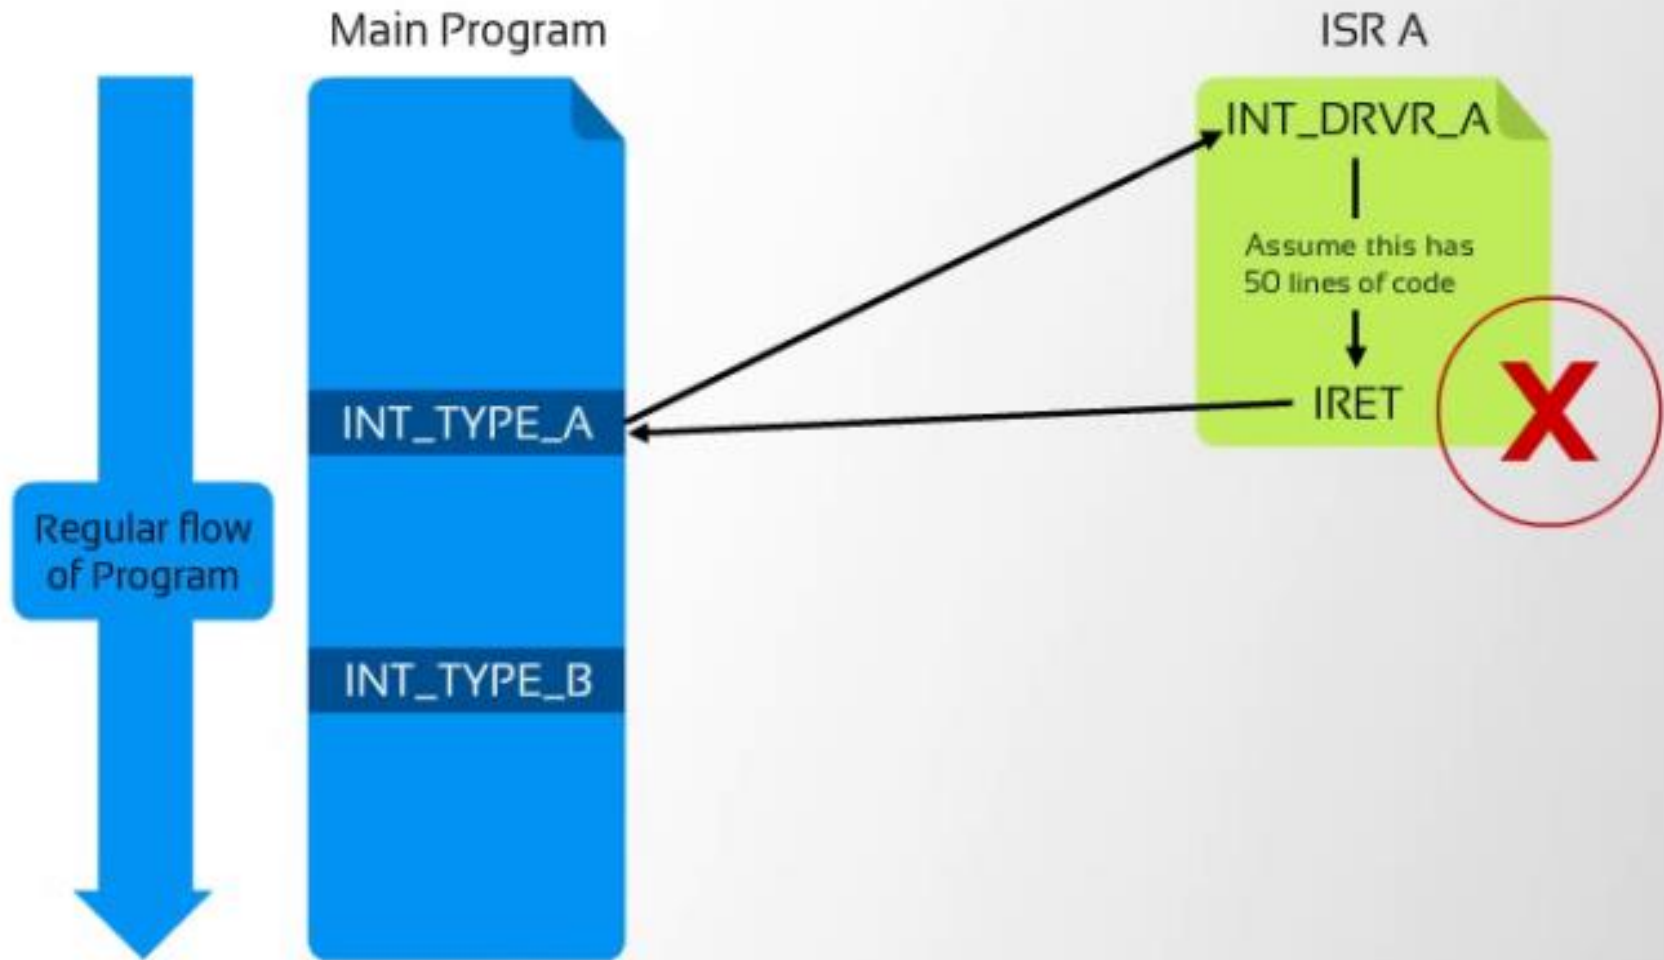 Main Program
ISR A
INT_DRVR_A
Assume this has
50 lines of code
IRET
X
INT_TYPE_A
Regular flow
of Program
INT_TYPE_B